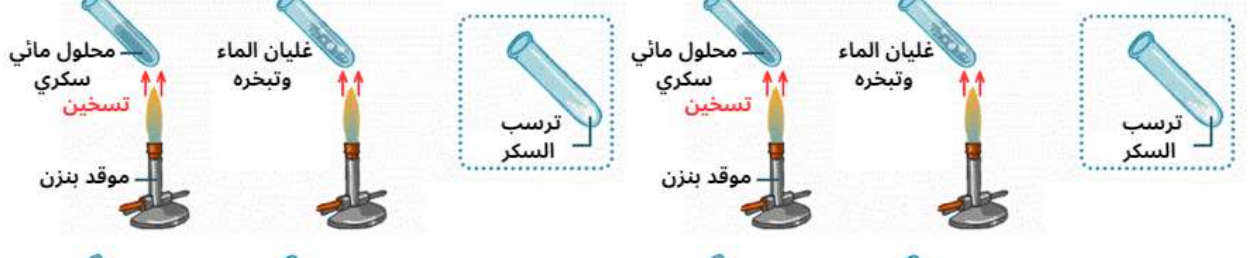 محلول مائي
سكري
تسخين
موقد بنزن
غليان الماء
وتبخره
ترسب
السكر
محلول مائي
سكري
تسخين
موقد بنزن
غليان الماء
وتبخره
ترسب
السكر